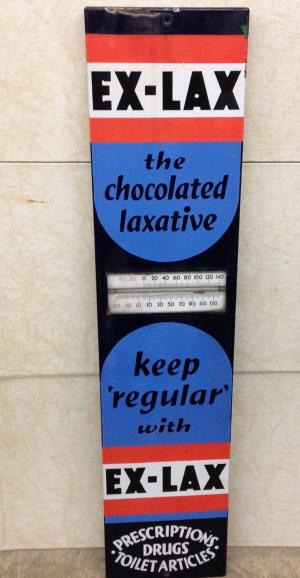 EX-LAX
the
chocolated
laxative
0 20 40 60 80 100 120 140
10 30 50 70 90 110
keep
'regular'
with
EX-LAX
PRESCRIPTIONS
DRUGS
TOILET ARTICLES